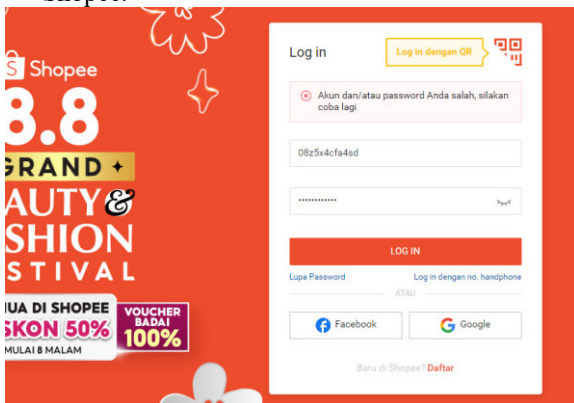 Shopee.
S Shopee
8.8
GRAND
AUTY &
SHION
STIVAL
UA DI SHOPEE
SKON 50%
MULAI 8 MALAM
VOUCHER
BADAI
100%
Log in
Log in dengan QR
Akun dan/atau password Anda salah, silakan
coba lagi
08z5x4cfa4sd
••••••••••••
LOG IN
Lupa Password
Log in dengan no. handphone
ATAU
Facebook
Google
Baru di Shopee? Daftar